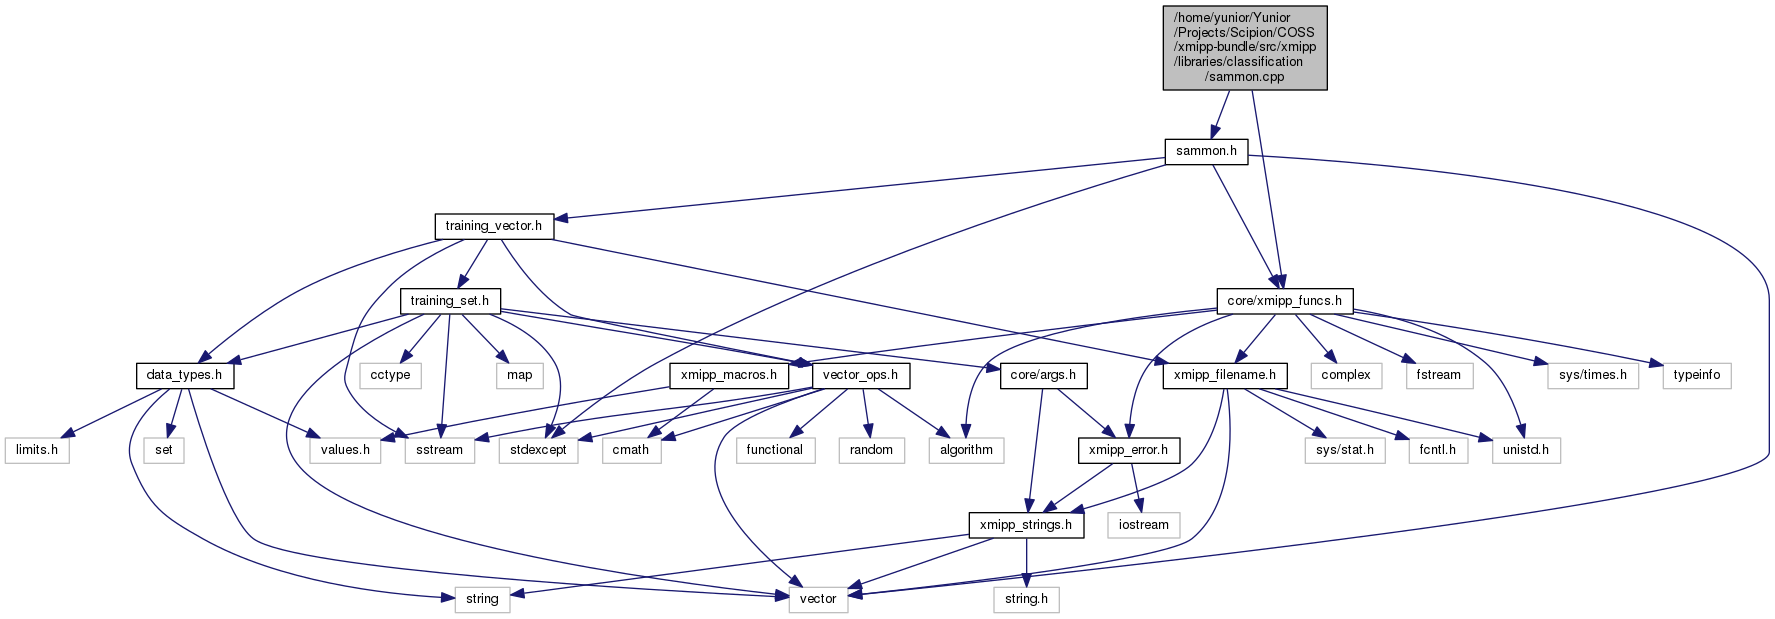 /home/yunior/Yunior
/Projects/Scipion/COSS
/xmipp-bundle/src/xmipp
/libraries/classification
/sammon.cpp
sammon.h
training_vector.h
training_set.h
core/xmipp_funcs.h
data_types.h
cctype
map
xmipp_macros.h
vector_ops.h
core/args.h
xmipp_filename.h
complex
fstream
sys/times.h
typeinfo
limits.h
set
values.h
sstream
stdexcept
cmath
functional
random
algorithm
xmipp_error.h
sys/stat.h
fcntl.h
unistd.h
xmipp_strings.h
iostream
string
vector
string.h